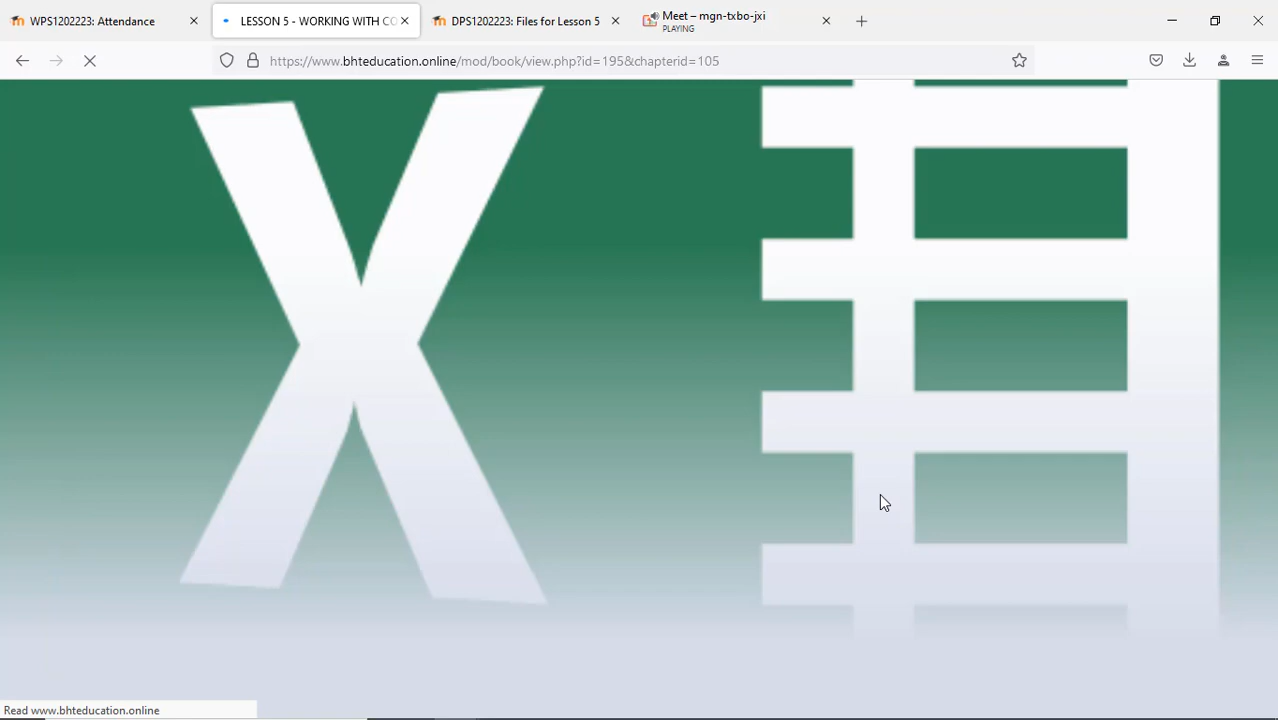 WPS1202223: Attendance
LESSON 5 - WORKING WITH CO
DPS1202223: Files for Lesson 5
Meet – mgn-txbo-jxi
PLAYING
https://www.bhteducation.online/mod/book/view.php?id=195&chapterid=105
X
Read www.bhteducation.online